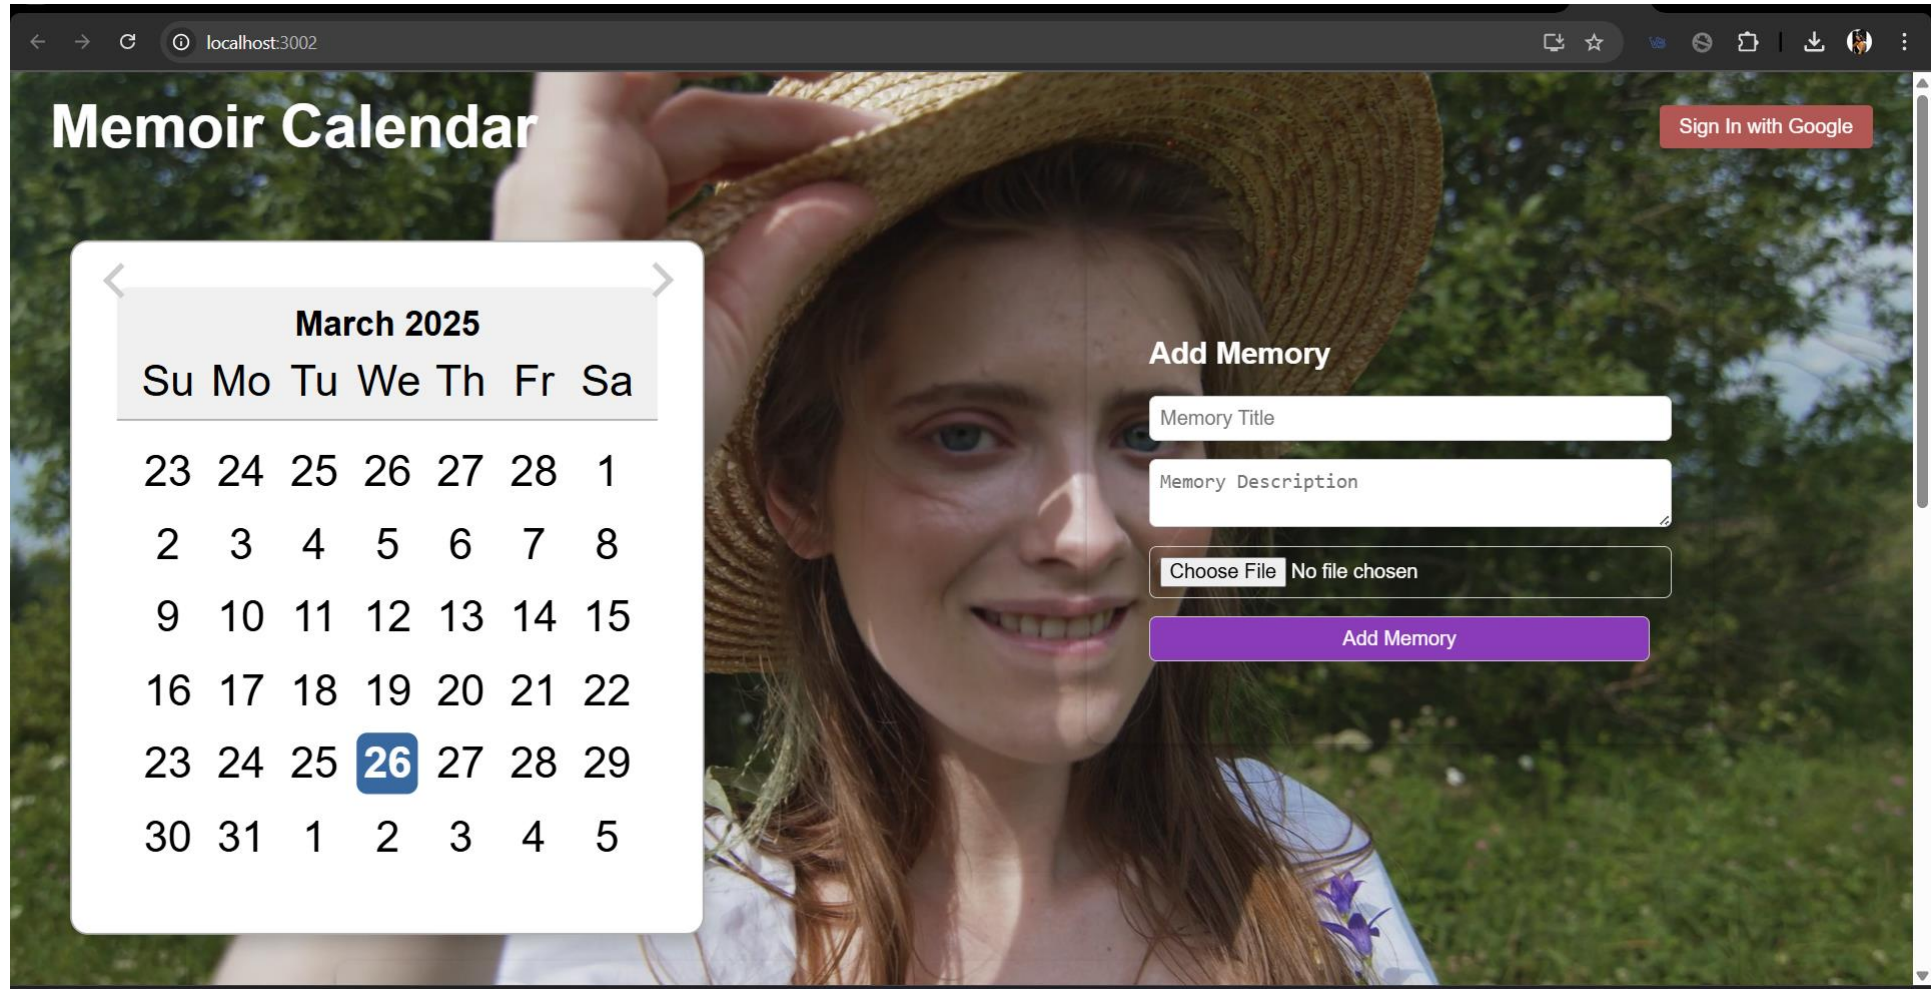 localhost:3002
Memoir Calendar
Sign In with Google
March 2025
Su Mo Tu We Th Fr Sa
23 24 25 26 27 28 1
2 3 4 5 6 7 8
9 10 11 12 13 14 15
16 17 18 19 20 21 22
23 24 25 26 27 28 29
30 31 1 2 3 4 5
Add Memory
Memory Title
Memory Description
Choose File No file chosen
Add Memory